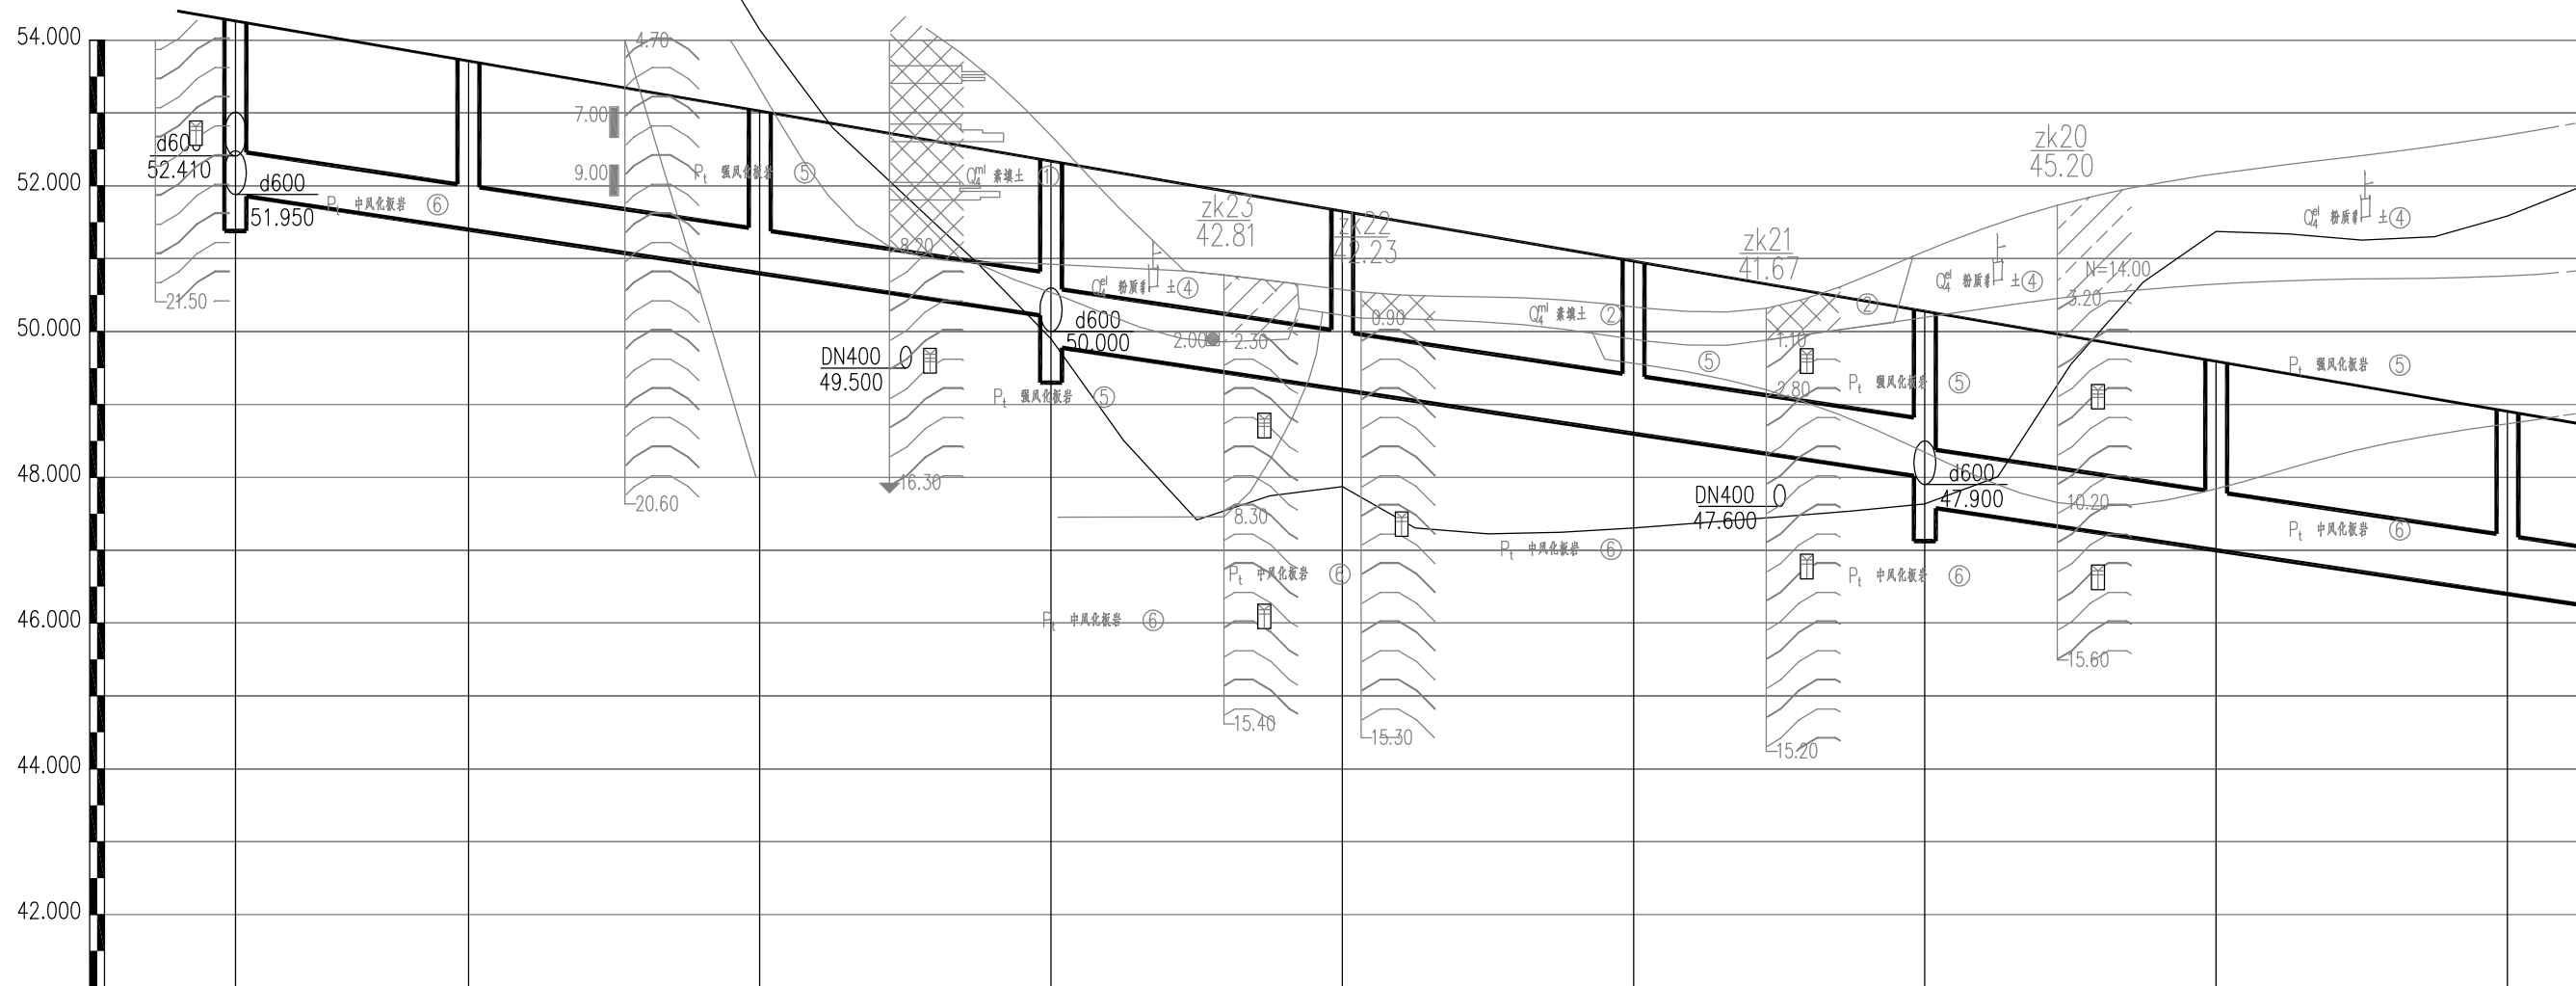 54.000
52.000
50.000
48.000
46.000
44.000
42.000
d600
52.410
d600
51.950
Pt 中风化板岩 ⑥
21.50
4.70
7.00
9.00
20.60
Pt 强风化板岩 ⑤
8.20
16.30
Q4ml 素填土 ①
DN400
49.500
Pt 强风化板岩 ⑤
d600
50.000
Q4el 粉质 土 ④
zk23
42.81
2.00
2.30
8.30
15.40
Pt 中风化板岩 ⑥
Pt 中风化板岩 ⑥
zk22
42.23
0.90
15.30
Q4ml 素填土 ②
Pt 中风化板岩 ⑥
⑤
zk21
41.67
②
1.10
2.80
15.20
DN400
47.600
Pt 强风化板岩 ⑤
Pt 中风化板岩 ⑥
d600
47.900
Q4el 粉质 土 ④
zk20
45.20
N=14.00
3.20
10.20
15.60
Q4el 粉质 土 ④
Pt 强风化板岩 ⑤
Pt 中风化板岩 ⑥